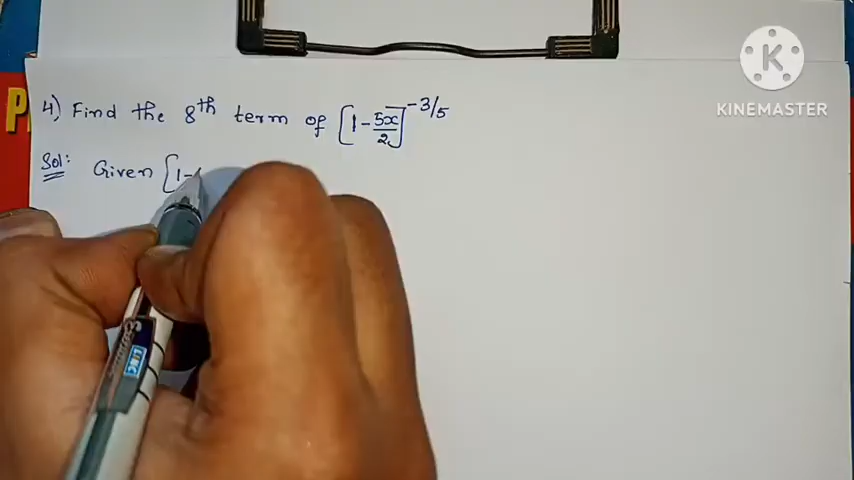 4) Find the 8th term of [1 - 5x/2]^-3/5
Sol: Given [1-
K
KINEMASTER